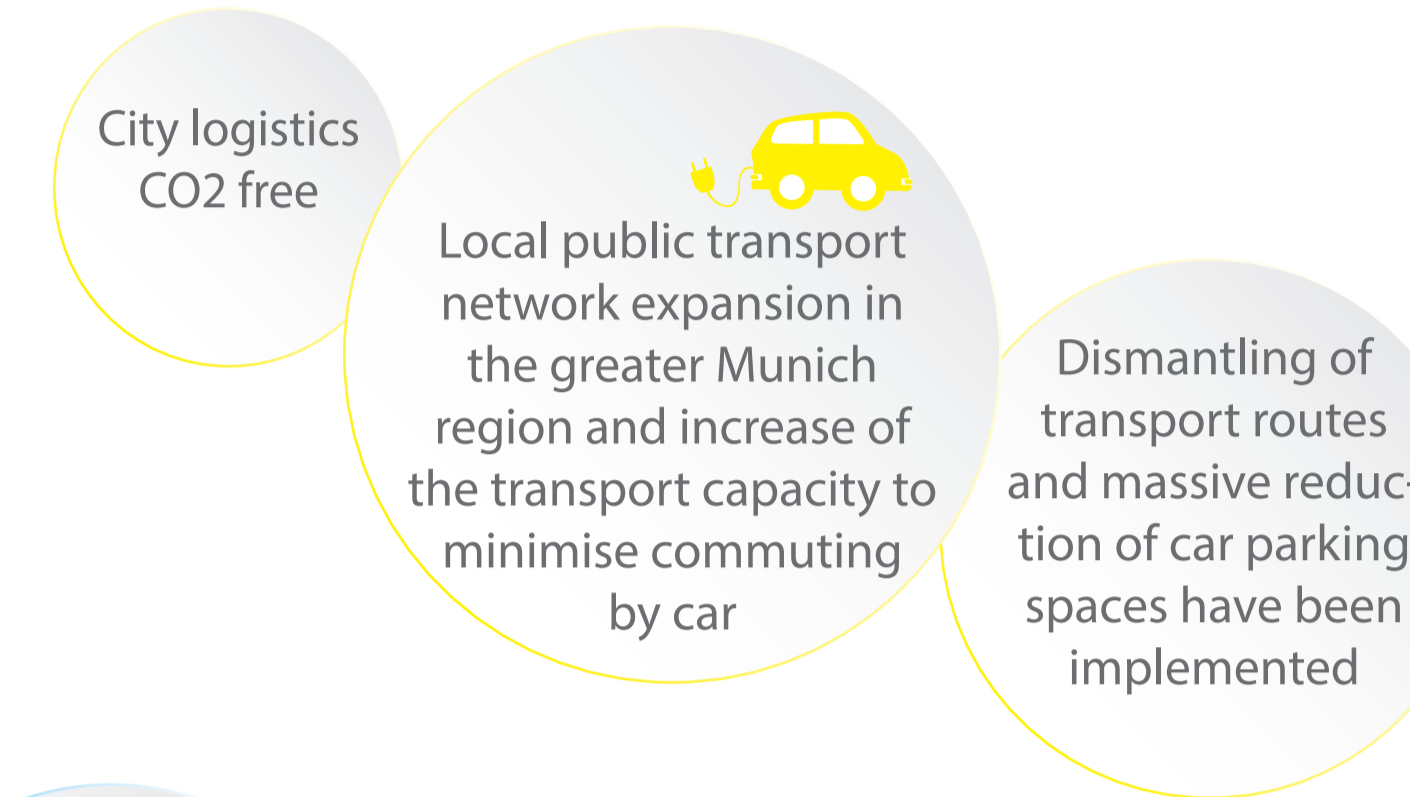 City logistics
CO2 free
Local public transport
network expansion in
the greater Munich
region and increase of
the transport capacity to
minimise commuting
by car
Dismantling of
transport routes
and massive reduc-
tion of car parking
spaces have been
implemented